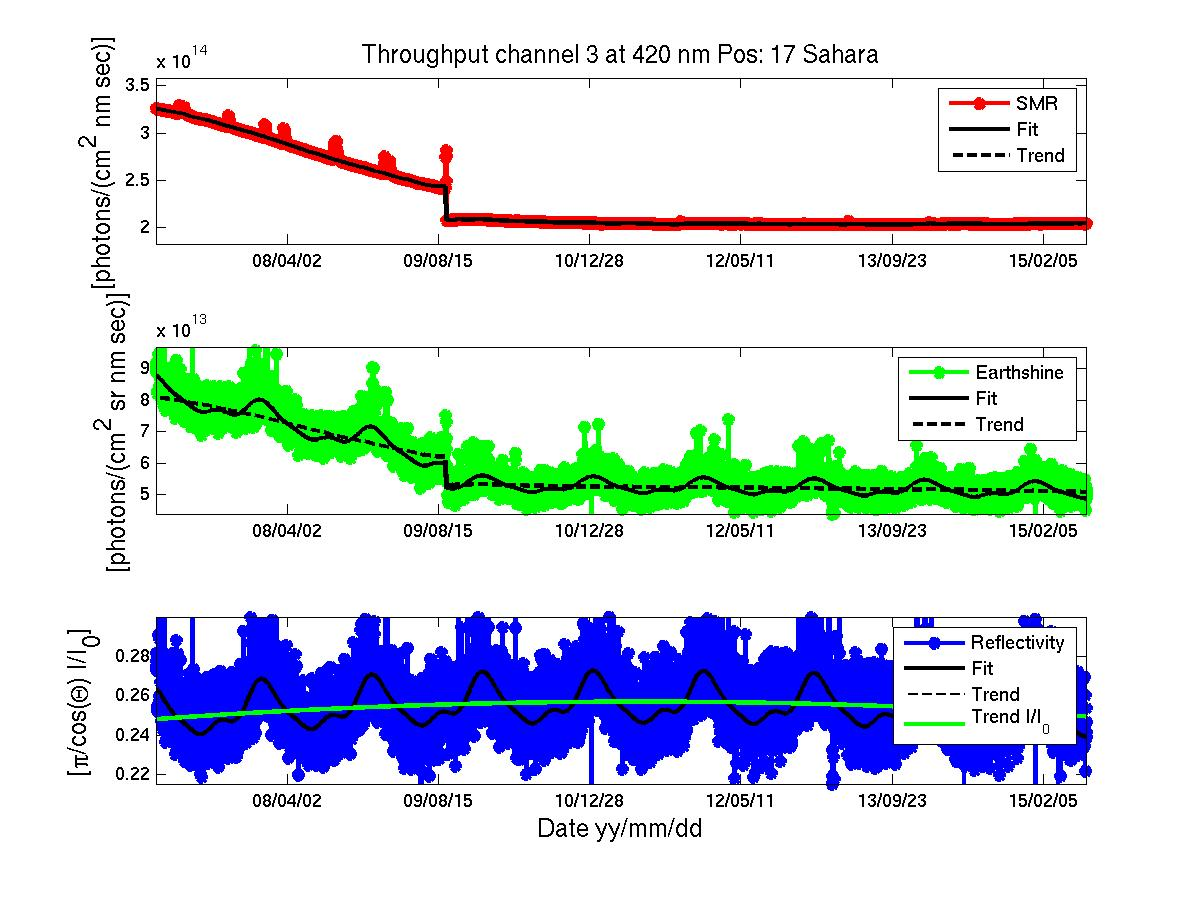 Throughput channel 3 at 420 nm Pos: 17 Sahara
x 10^14
[photons/(cm^2 nm sec)]
3.5
3
2.5
2
SMR
Fit
Trend
08/04/02 09/08/15 10/12/28 12/05/11 13/09/23 15/02/05
x 10^13
[photons/(cm^2 sr nm sec)]
9
8
7
6
5
Earthshine
Fit
Trend
08/04/02 09/08/15 10/12/28 12/05/11 13/09/23 15/02/05
[π/cos(Θ) I/I_0]
0.28
0.26
0.24
0.22
Reflectivity
Fit
Trend
Trend I/I_0
08/04/02 09/08/15 10/12/28 12/05/11 13/09/23 15/02/05
Date yy/mm/dd